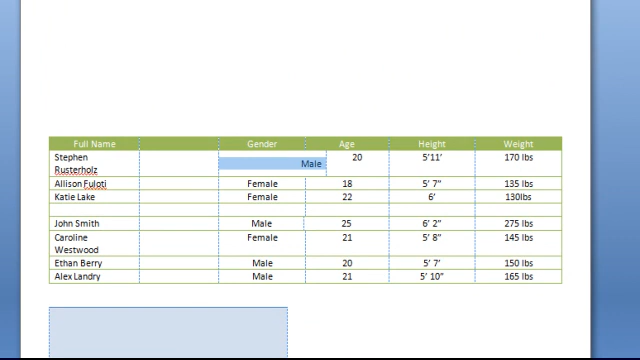 Full Name Gender Age Height Weight
Stephen Male 20 5'11' 170 lbs
Rusterholz
Allison Fuloti Female 18 5' 7" 135 lbs
Katie Lake Female 22 6' 130lbs
John Smith Male 25 6' 2" 275 lbs
Caroline Female 21 5' 8" 145 lbs
Westwood
Ethan Berry Male 20 5' 7' 150 lbs
Alex Landry Male 21 5' 10" 165 lbs